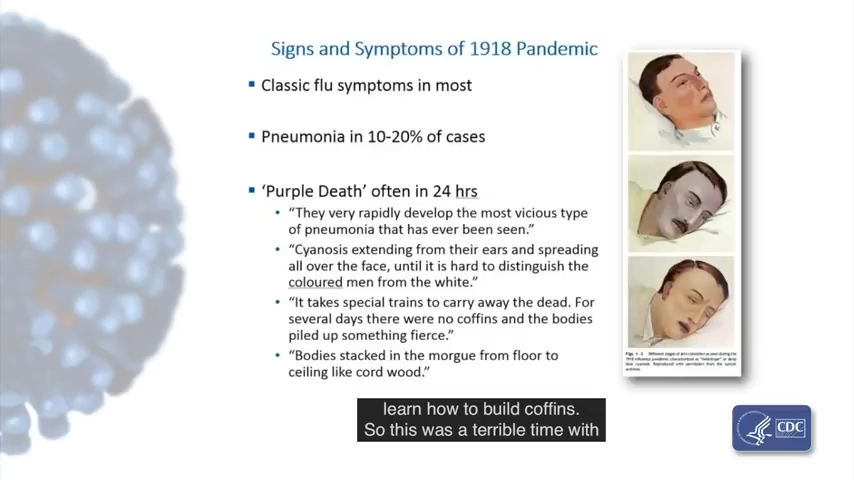 Signs and Symptoms of 1918 Pandemic
▪ Classic flu symptoms in most
▪ Pneumonia in 10-20% of cases
▪ ‘Purple Death’ often in 24 hrs
• “They very rapidly develop the most vicious type
of pneumonia that has ever been seen.”
• “Cyanosis extending from their ears and spreading
all over the face, until it is hard to distinguish the
coloured men from the white.”
• “It takes special trains to carry away the dead. For
several days there were no coffins and the bodies
piled up something fierce.”
• “Bodies stacked in the morgue from floor to
ceiling like cord wood.”
learn how to build coffins.
So this was a terrible time with
CDC